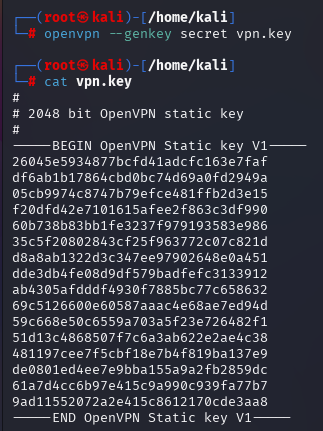 ┌──(root㉿kali)-[/home/kali]
└─# openvpn --genkey secret vpn.key
┌──(root㉿kali)-[/home/kali]
└─# cat vpn.key
#
# 2048 bit OpenVPN static key
#
-----BEGIN OpenVPN Static key V1-----
26045e5934877bcfd41adcfc163e7faf
df6ab1b17864cbd0bc74d69a0fd2949a
05cb9974c8747b79efce481ffb2d3e15
f20dfd42e7101615afee2f863c3df990
60b738b83bb1fe3237f979193583e986
35c5f20802843cf25f963772c07c821d
d8a8ab1322d3c347ee97902648e0a451
dde3db4fe08d9df579badfefc3133912
ab4305afdddf4930f7885bc77c658632
69c5126600e60587aaac4e68ae7ed94d
59c668e50c6559a703a5f23e726482f1
51d13c4868507f7c6a3ab622e2ae4c38
481197cee7f5cbf18e7b4f819ba137e9
de0801ed4ee7e9bba155a9a2fb2859dc
61a7d4cc6b97e415c9a990c939fa77b7
9ad11552072a2e415c8612170cde3aa8
-----END OpenVPN Static key V1-----